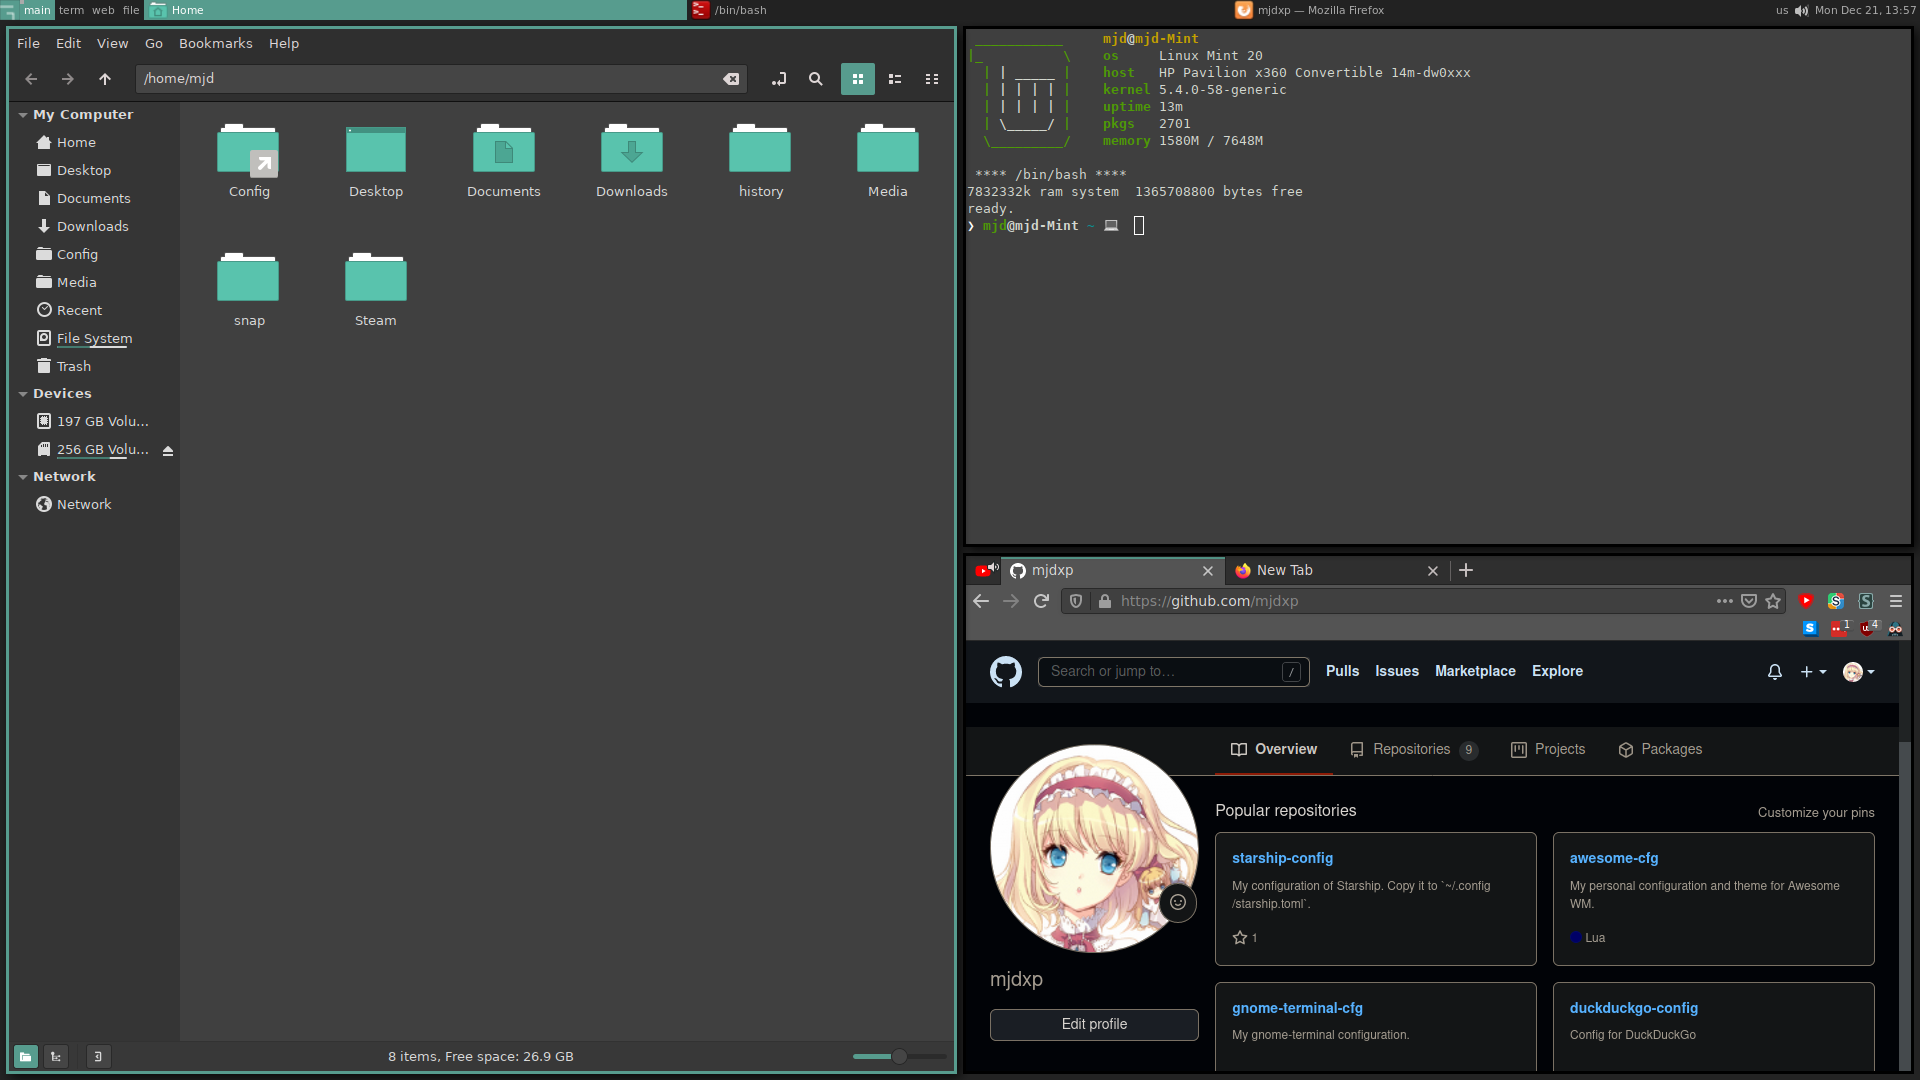 main term web file Home /bin/bash mjdxp — Mozilla Firefox us Mon Dec 21, 13:57
File Edit View Go Bookmarks Help
/home/mjd
My Computer
Home
Desktop
Documents
Downloads
Config
Media
Recent
File System
Trash
Devices
197 GB Volu...
256 GB Volu...
Network
Network
Config Desktop Documents Downloads history Media
snap Steam
8 items, Free space: 26.9 GB
mjd@mjd-Mint
os Linux Mint 20
host HP Pavilion x360 Convertible 14m-dw0xxx
kernel 5.4.0-58-generic
uptime 13m
pkgs 2701
memory 1580M / 7648M
**** /bin/bash ****
7832332k ram system 1365708800 bytes free
ready.
❯ mjd@mjd-Mint ~
mjdxp New Tab
https://github.com/mjdxp
1 4
Search or jump to… / Pulls Issues Marketplace Explore
Overview Repositories 9 Projects Packages
Popular repositories Customize your pins
starship-config
My configuration of Starship. Copy it to `~/.config
/starship.toml`.
1
awesome-cfg
My personal configuration and theme for Awesome
WM.
Lua
mjdxp
Edit profile
gnome-terminal-cfg
My gnome-terminal configuration.
duckduckgo-config
Config for DuckDuckGo